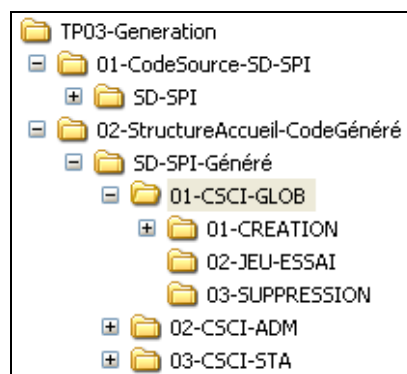 TP03-Generation
01-CodeSource-SD-SPI
SD-SPI
02-StructureAccueil-CodeGénéré
SD-SPI-Généré
01-CSCI-GLOB
01-CREATION
02-JEU-ESSAI
03-SUPPRESSION
02-CSCI-ADM
03-CSCI-STA